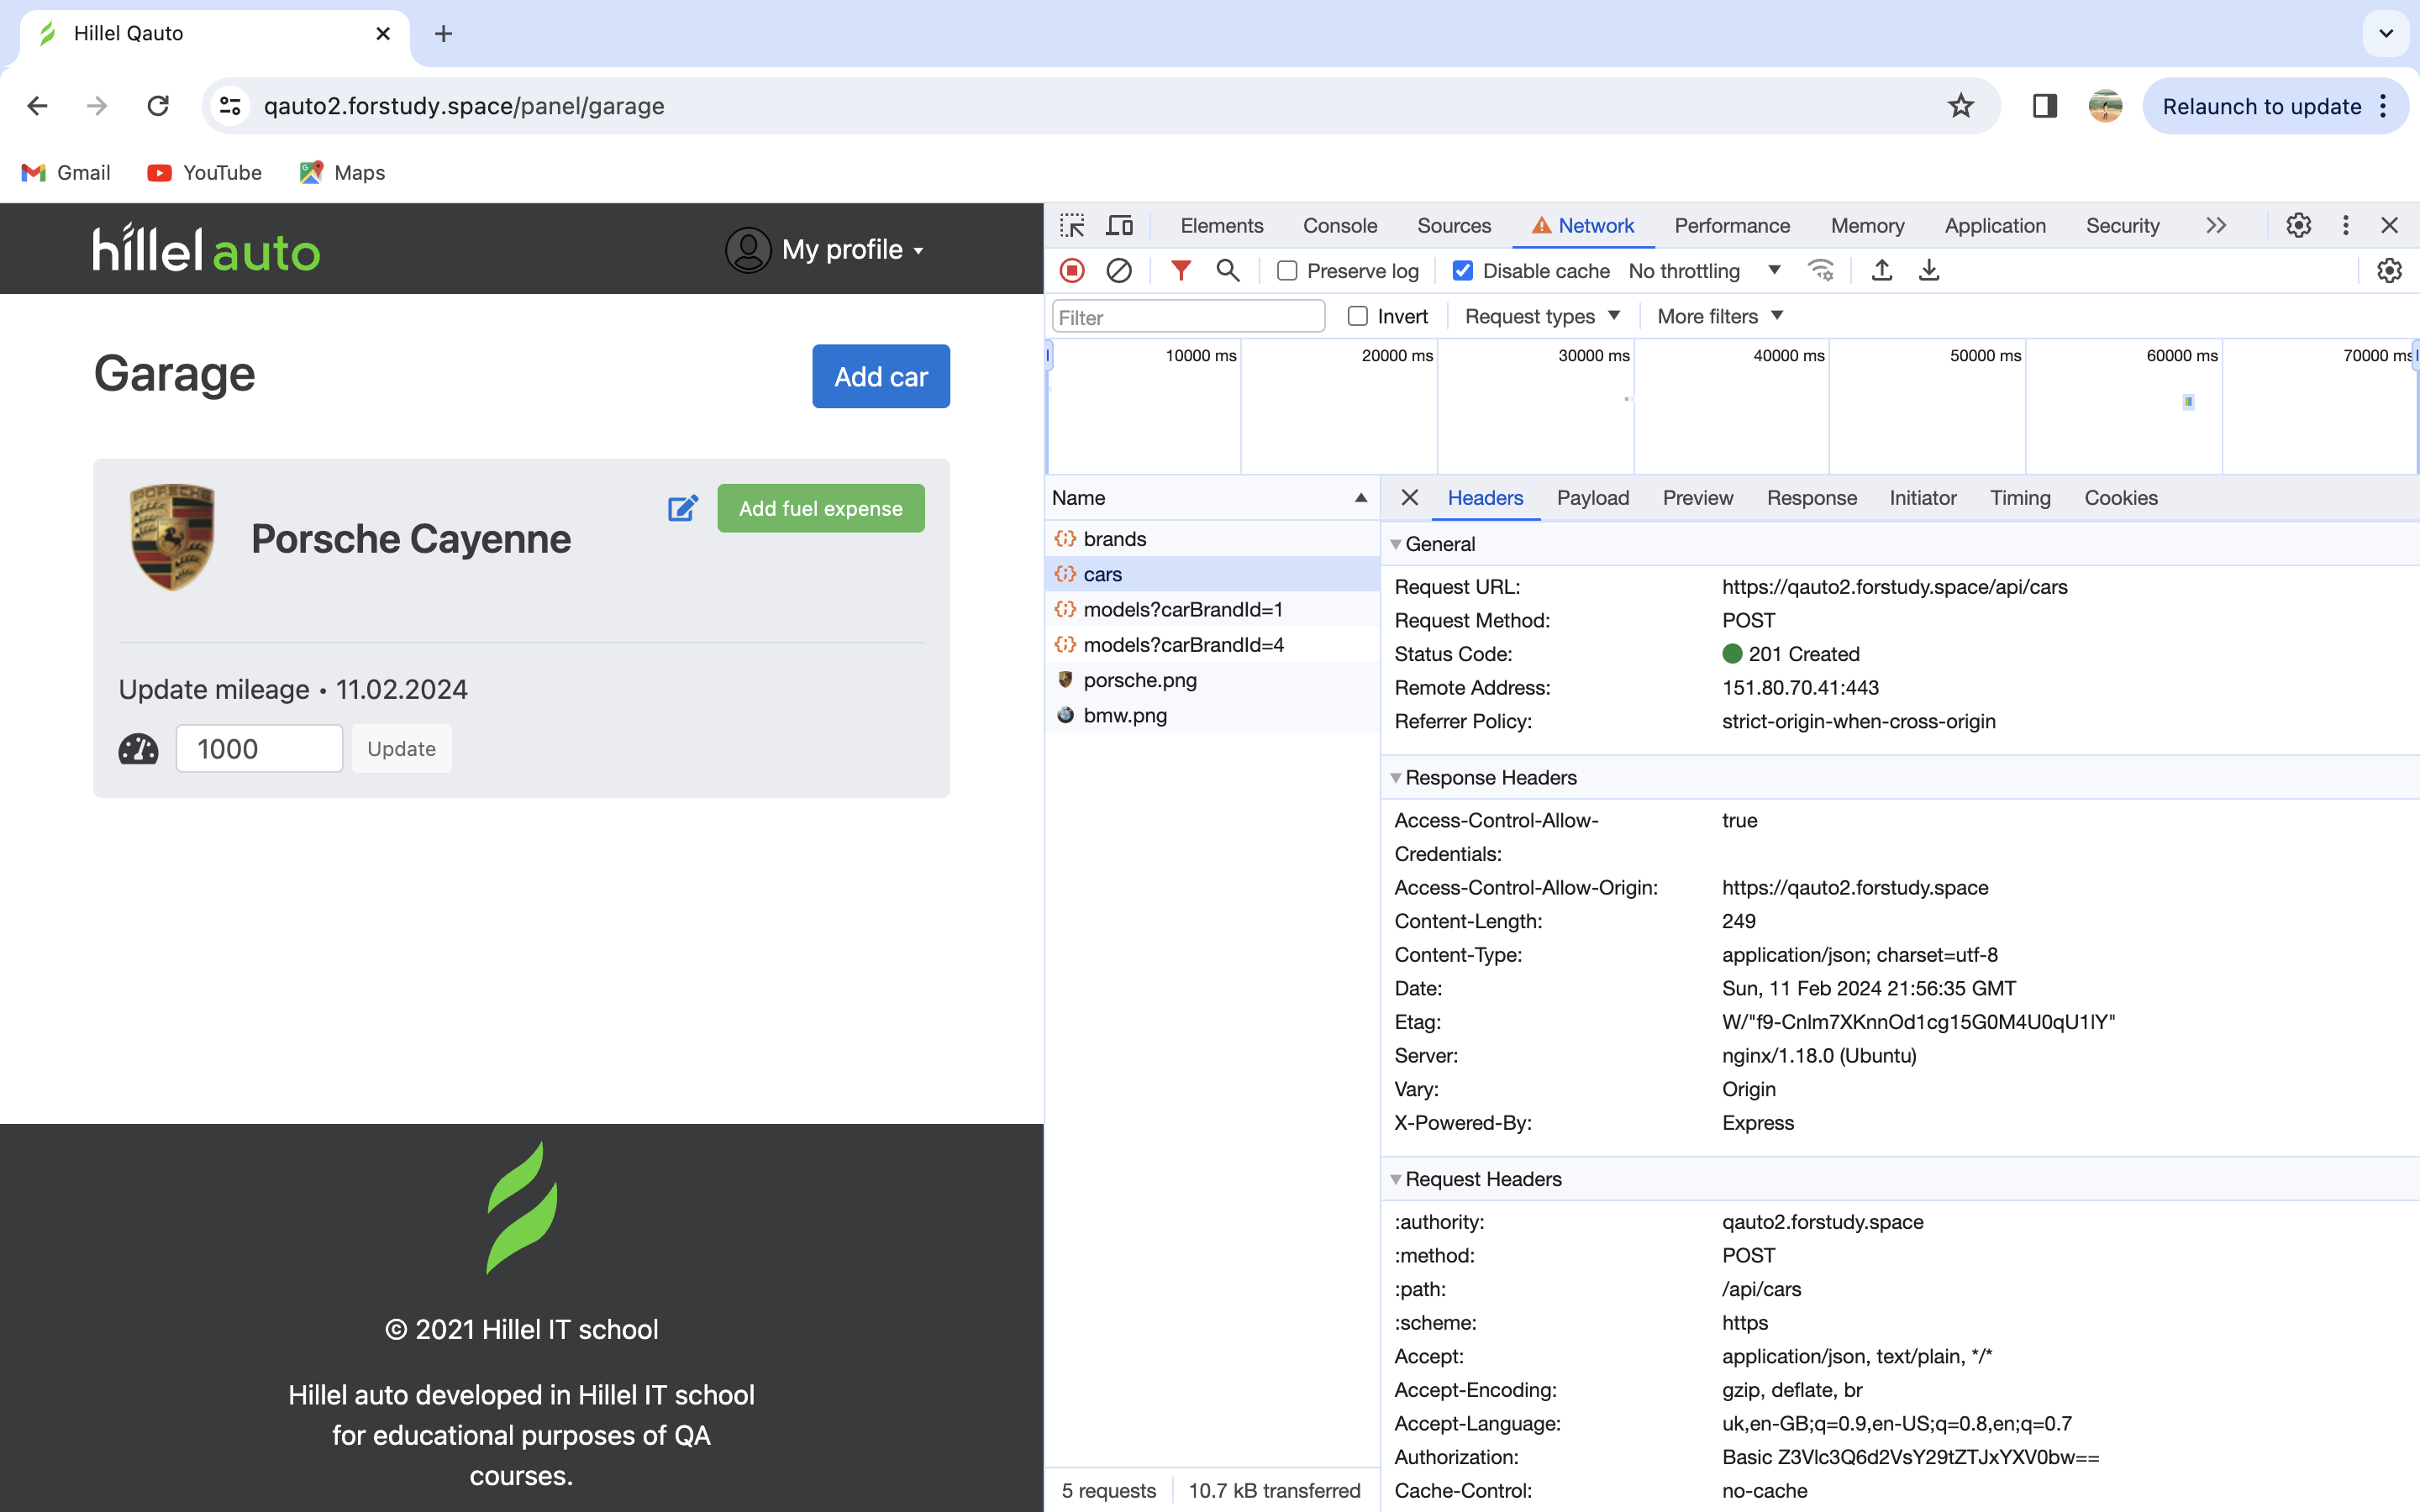 Hillel Qauto
qauto2.forstudy.space/panel/garage
Relaunch to update
Gmail
YouTube
Maps
hillel auto
My profile
Garage
Add car
PORSCHE
Porsche Cayenne
Add fuel expense
Update mileage • 11.02.2024
1000
Update
© 2021 Hillel IT school
Hillel auto developed in Hillel IT school
for educational purposes of QA
courses.
Elements
Console
Sources
Network
Performance
Memory
Application
Security
Preserve log
Disable cache
No throttling
Filter
Invert
Request types
More filters
10000 ms
20000 ms
30000 ms
40000 ms
50000 ms
60000 ms
70000 ms
Name
brands
cars
models?carBrandId=1
models?carBrandId=4
porsche.png
bmw.png
5 requests
10.7 kB transferred
Headers
Payload
Preview
Response
Initiator
Timing
Cookies
General
Request URL: https://qauto2.forstudy.space/api/cars
Request Method: POST
Status Code: 201 Created
Remote Address: 151.80.70.41:443
Referrer Policy: strict-origin-when-cross-origin
Response Headers
Access-Control-Allow- true
Credentials:
Access-Control-Allow-Origin: https://qauto2.forstudy.space
Content-Length: 249
Content-Type: application/json; charset=utf-8
Date: Sun, 11 Feb 2024 21:56:35 GMT
Etag: W/"f9-Cnlm7XKnnOd1cg15G0M4U0qU1lY"
Server: nginx/1.18.0 (Ubuntu)
Vary: Origin
X-Powered-By: Express
Request Headers
:authority: qauto2.forstudy.space
:method: POST
:path: /api/cars
:scheme: https
Accept: application/json, text/plain, */*
Accept-Encoding: gzip, deflate, br
Accept-Language: uk,en-GB;q=0.9,en-US;q=0.8,en;q=0.7
Authorization: Basic Z3Vlc3Q6d2VsY29tZTJxYXV0bw==
Cache-Control: no-cache